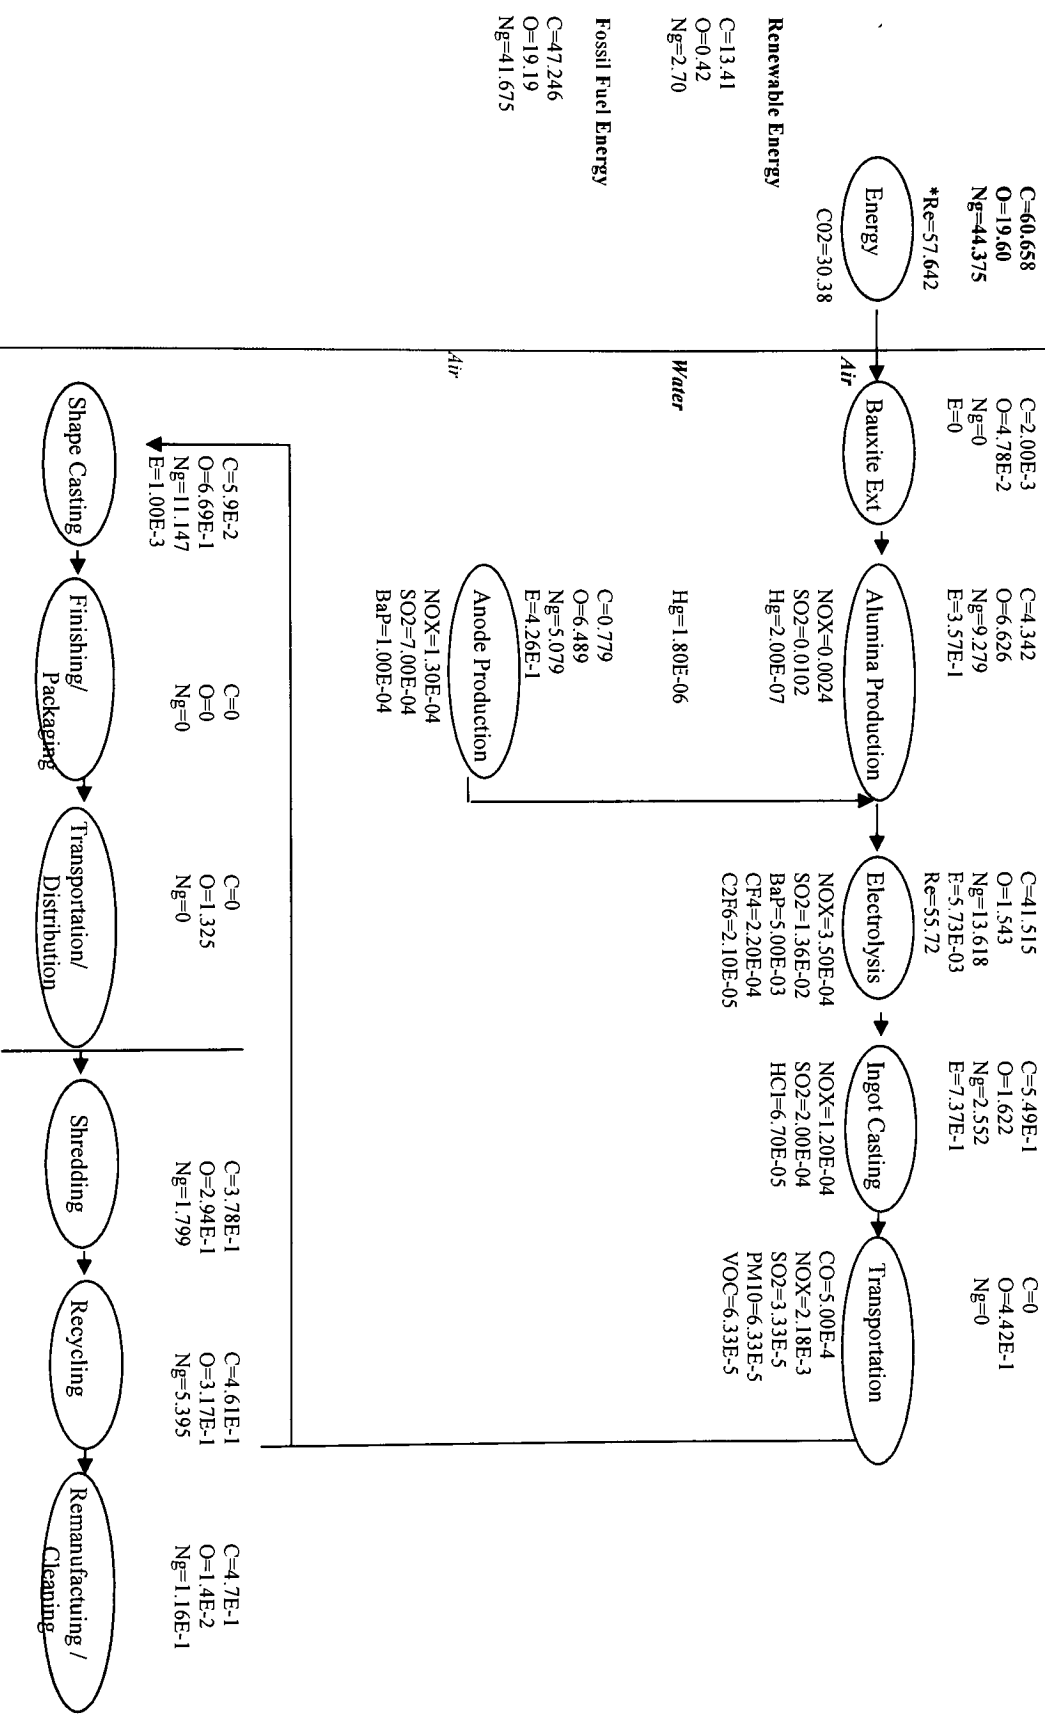 C=60.658
O=19.60
Ng=44.375
*Re=57.642
Energy
C02=30.38
Renewable Energy
C=13.41
O=0.42
Ng=2.70
Fossil Fuel Energy
C=47.246
O=19.19
Ng=41.675
C=2.00E-3
O=4.78E-2
Ng=0
E=0
Bauxite Ext
Air
Water
Air
C=4.342
O=6.626
Ng=9.279
E=3.57E-1
Alumina Production
NOX=0.0024
SO2=0.0102
Hg=2.00E-07
Hg=1.80E-06
C=0.779
O=6.489
Ng=5.079
E=4.26E-1
Anode Production
NOX=1.30E-04
SO2=7.00E-04
BaP=1.00E-04
C=41.515
O=1.543
Ng=13.618
E=5.73E-03
Re=55.72
Electrolysis
NOX=3.50E-04
SO2=1.36E-02
BaP=5.00E-03
CF4=2.20E-04
C2F6=2.10E-05
C=5.49E-1
O=1.622
Ng=2.552
E=7.37E-1
Ingot Casting
NOX=1.20E-04
SO2=2.00E-04
HC1=6.70E-05
C=0
O=4.42E-1
Ng=0
Transportation
CO=5.00E-4
NOX=2.18E-3
SO2=3.33E-5
PM10=6.33E-5
VOC=6.33E-5
C=5.9E-2
O=6.69E-1
Ng=11.147
E=1.00E-3
Shape Casting
C=0
O=0
Ng=0
Finishing/
Packaging
C=0
O=1.325
Ng=0
Transportation/
Distribution
C=3.78E-1
O=2.94E-1
Ng=1.799
Shredding
C=4.61E-1
O=3.17E-1
Ng=5.395
Recycling
C=4.7E-1
O=1.4E-2
Ng=1.16E-1
Remanufactuing /
Cleaning